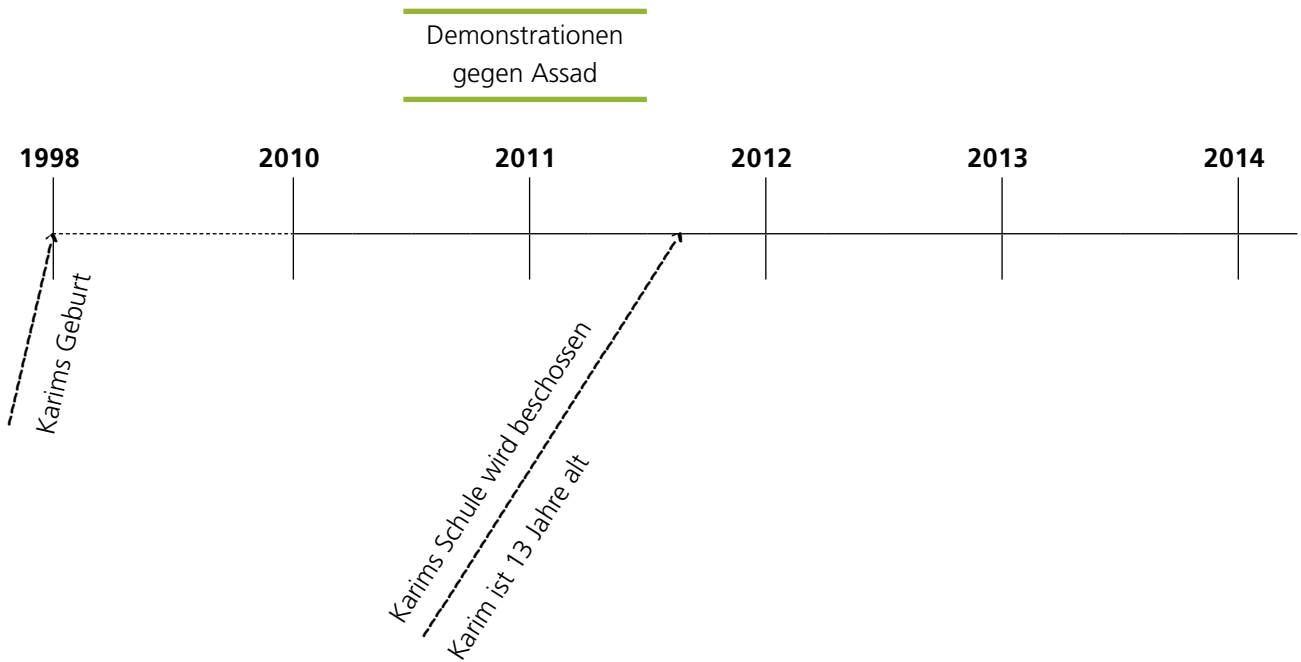 Demonstrationen
gegen Assad
1998
2010
2011
2012
2013
2014
Karims Geburt
Karims Schule wird beschossen
Karim ist 13 Jahre alt